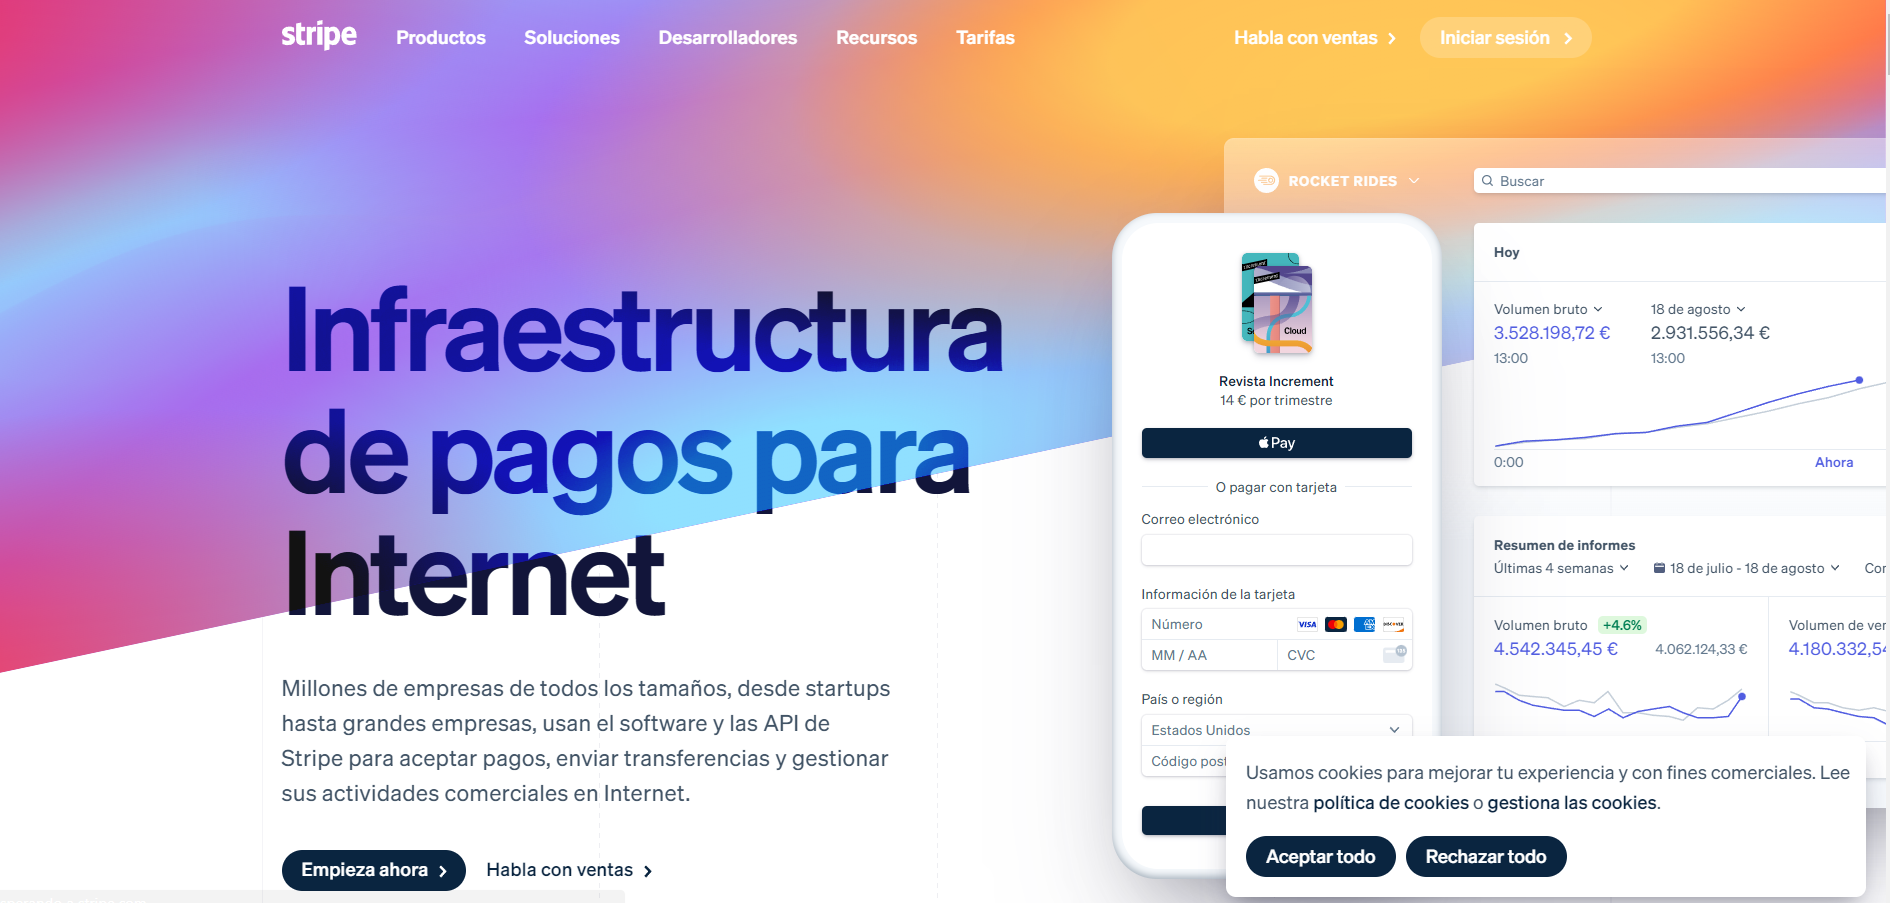 stripe
Productos
Soluciones
Desarrolladores
Recursos
Tarifas
Habla con ventas
Iniciar sesión
Infraestructura
de pagos para
Internet
Millones de empresas de todos los tamaños, desde startups
hasta grandes empresas, usan el software y las API de
Stripe para aceptar pagos, enviar transferencias y gestionar
sus actividades comerciales en Internet.
Empieza ahora
Habla con ventas
ROCKET RIDES
Buscar
Increment
Increment
Cloud
Revista Increment
14 € por trimestre
Pay
O pagar con tarjeta
Correo electrónico
Información de la tarjeta
Número
VISA
DISCOVER
MM / AA
CVC
País o región
Estados Unidos
Código post
Hoy
Volumen bruto
18 de agosto
3.528.198,72 €
2.931.556,34 €
13:00
13:00
0:00
Ahora
Resumen de informes
Últimas 4 semanas
18 de julio - 18 de agosto
Volumen bruto
+4.6%
4.542.345,45 €
4.062.124,33 €
Volumen de ver
4.180.332,5
Usamos cookies para mejorar tu experiencia y con fines comerciales. Lee
nuestra política de cookies o gestiona las cookies.
Aceptar todo
Rechazar todo